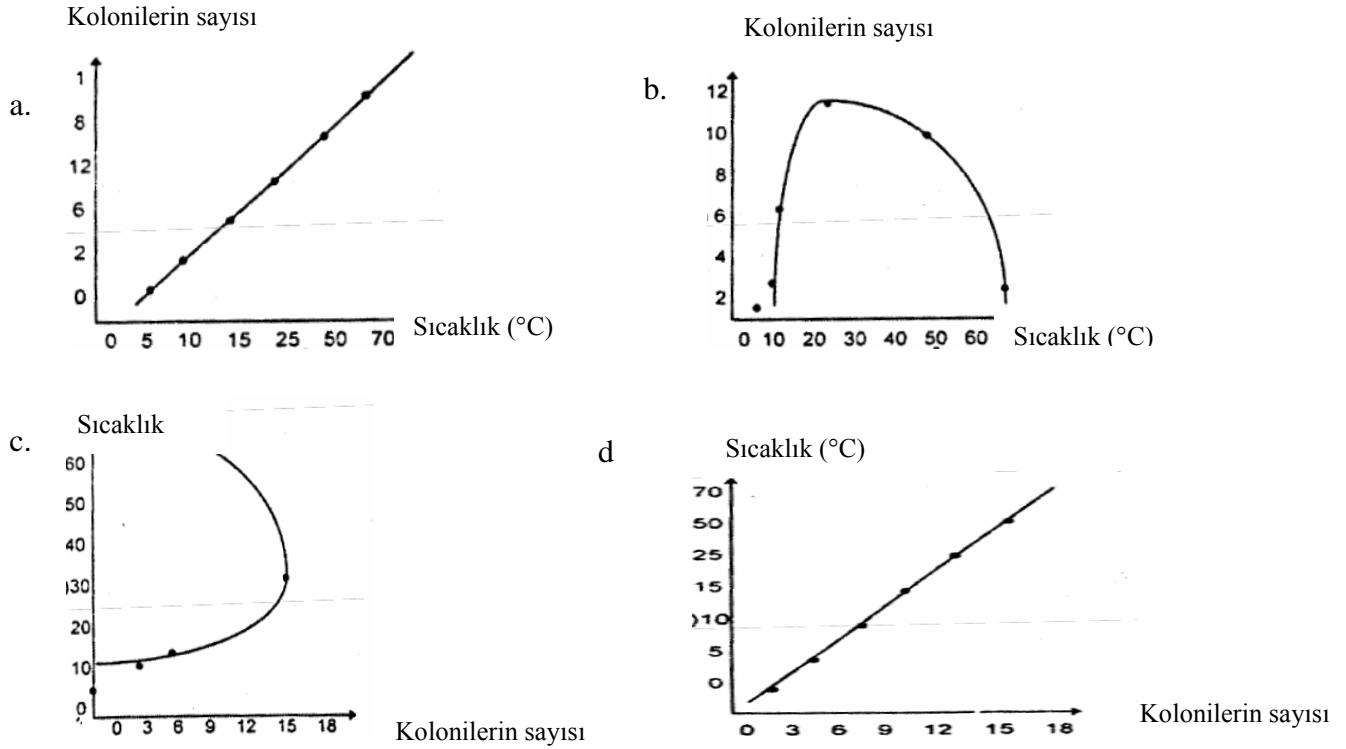 Kolonilerin sayısı
a.
1
8
12
6
2
0
0 5 10 15 25 50 70
Sıcaklık (°C)
Kolonilerin sayısı
b.
12
10
8
6
4
2
0 10 20 30 40 50 60
Sıcaklık (°C)
c.
Sıcaklık
60
50
40
)30
20
10
0
0 3 6 9 12 15 18
Kolonilerin sayısı
d
Sıcaklık (°C)
70
50
25
15
)10
5
0
0 3 6 9 12 15 18
Kolonilerin sayısı